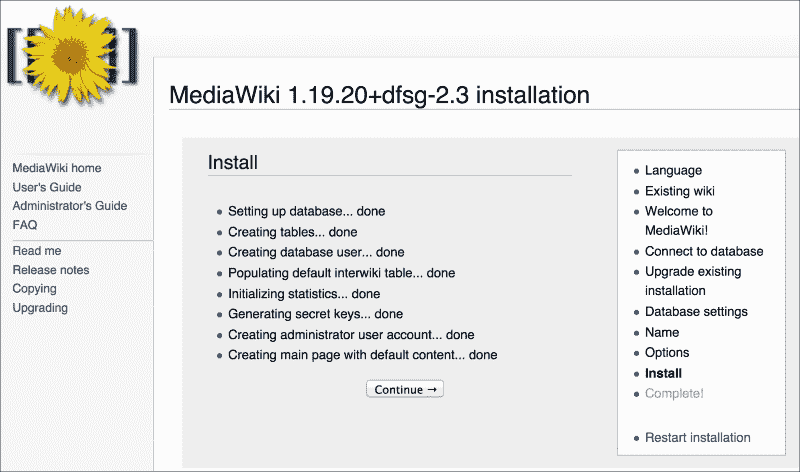 MediaWiki 1.19.20+dfsg-2.3 installation
MediaWiki home
User's Guide
Administrator's Guide
FAQ
Read me
Release notes
Copying
Upgrading
Install
Setting up database... done
Creating tables... done
Creating database user... done
Populating default interwiki table... done
Initializing statistics... done
Generating secret keys... done
Creating administrator user account... done
Creating main page with default content... done
Continue →
Language
Existing wiki
Welcome to
MediaWiki!
Connect to database
Upgrade existing
installation
Database settings
Name
Options
Install
Complete!
Restart installation